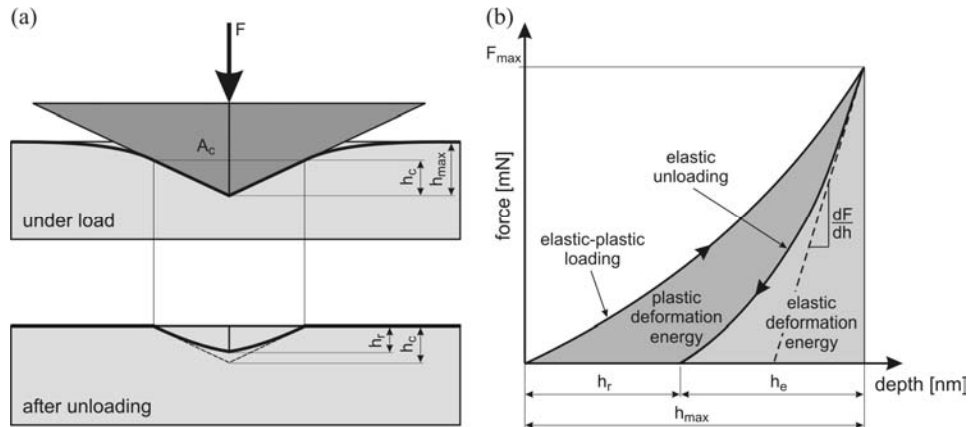 (a)
F
A_c
h_c
h_max
under load
h_r
h_c
after unloading
(b)
F_max
force [mN]
elastic
unloading
dF
dh
elastic-plastic
loading
plastic
deformation
energy
elastic
deformation
energy
h_r
h_e
depth [nm]
h_max